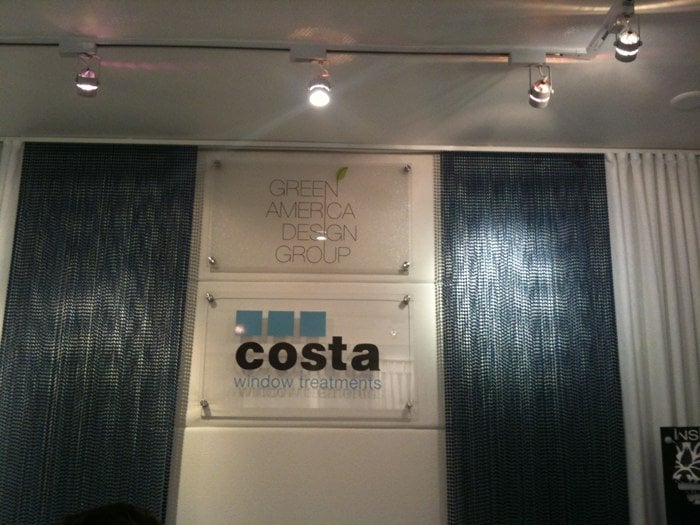 GREEN
AMERICA
DESIGN
GROUP
costa
window treatments